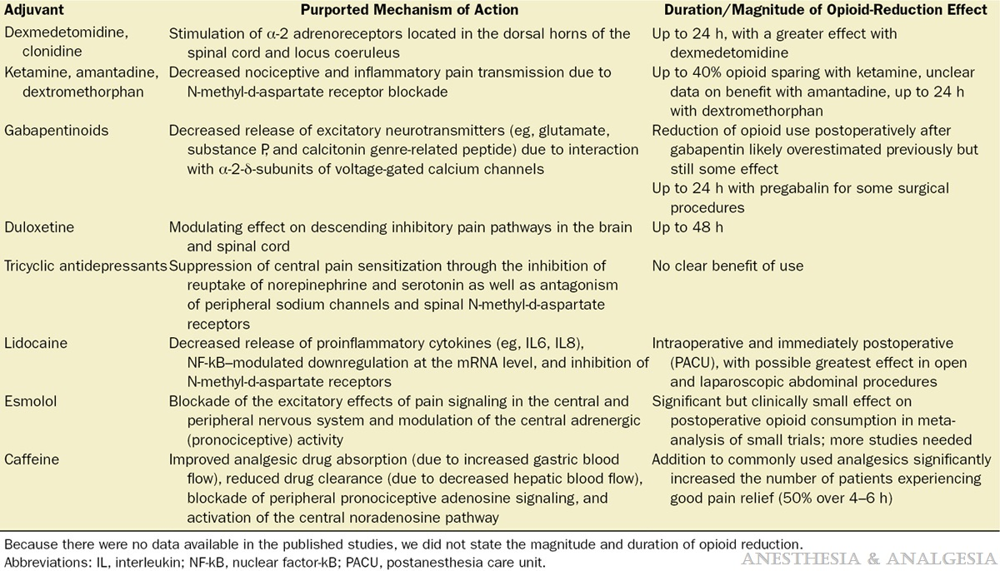 Adjuvant Purported Mechanism of Action Duration/Magnitude of Opioid-Reduction Effect
Dexmedetomidine,
clonidine
Stimulation of α-2 adrenoreceptors located in the dorsal horns of the
spinal cord and locus coeruleus
Up to 24 h, with a greater effect with
dexmedetomidine
Ketamine, amantadine,
dextromethorphan
Decreased nociceptive and inflammatory pain transmission due to
N-methyl-d-aspartate receptor blockade
Up to 40% opioid sparing with ketamine, unclear
data on benefit with amantadine, up to 24 h
with dextromethorphan
Gabapentinoids
Decreased release of excitatory neurotransmitters (eg, glutamate,
substance P, and calcitonin genre-related peptide) due to interaction
with α-2-δ-subunits of voltage-gated calcium channels
Reduction of opioid use postoperatively after
gabapentin likely overestimated previously but
still some effect
Up to 24 h with pregabalin for some surgical
procedures
Duloxetine
Modulating effect on descending inhibitory pain pathways in the brain
and spinal cord
Up to 48 h
Tricyclic antidepressants
Suppression of central pain sensitization through the inhibition of
reuptake of norepinephrine and serotonin as well as antagonism
of peripheral sodium channels and spinal N-methyl-d-aspartate
receptors
No clear benefit of use
Lidocaine
Decreased release of proinflammatory cytokines (eg, IL6, IL8),
NF-kB–modulated downregulation at the mRNA level, and inhibition of
N-methyl-d-aspartate receptors
Intraoperative and immediately postoperative
(PACU), with possible greatest effect in open
and laparoscopic abdominal procedures
Esmolol
Blockade of the excitatory effects of pain signaling in the central and
peripheral nervous system and modulation of the central adrenergic
(pronociceptive) activity
Significant but clinically small effect on
postoperative opioid consumption in meta-
analysis of small trials; more studies needed
Caffeine
Improved analgesic drug absorption (due to increased gastric blood
flow), reduced drug clearance (due to decreased hepatic blood flow),
blockade of peripheral pronociceptive adenosine signaling, and
activation of the central noradenosine pathway
Addition to commonly used analgesics significantly
increased the number of patients experiencing
good pain relief (50% over 4–6 h)
Because there were no data available in the published studies, we did not state the magnitude and duration of opioid reduction.
Abbreviations: IL, interleukin; NF-kB, nuclear factor-kB; PACU, postanesthesia care unit.
ANESTHESIA & ANALGESIA